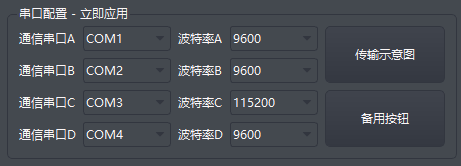 串口配置 - 立即应用
通信串口A COM1 波特率A 9600
传输示意图
通信串口B COM2 波特率B 9600
通信串口C COM3 波特率C 115200
备用按钮
通信串口D COM4 波特率D 9600